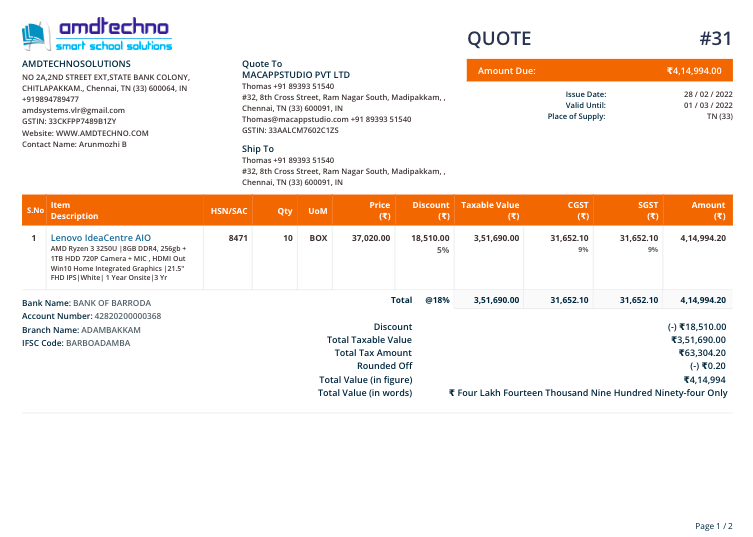 amdtechno
smart school solutions
QUOTE #31
Amount Due: ₹4,14,994.00
Issue Date: 28 / 02 / 2022
Valid Until: 01 / 03 / 2022
Place of Supply: TN (33)
AMDTECHNOSOLUTIONS
NO 2A,2ND STREET EXT,STATE BANK COLONY,
CHITLAPAKKAM., Chennai, TN (33) 600064, IN
+919894789477
amdsystems.vlr@gmail.com
GSTIN: 33CKFPP7489B1ZY
Website: WWW.AMDTECHNO.COM
Contact Name: Arunmozhi B
Quote To
MACAPPSTUDIO PVT LTD
Thomas +91 89393 51540
#32, 8th Cross Street, Ram Nagar South, Madipakkam, ,
Chennai, TN (33) 600091, IN
Thomas@macappstudio.com +91 89393 51540
GSTIN: 33AALCM7602C1ZS
Ship To
Thomas +91 89393 51540
#32, 8th Cross Street, Ram Nagar South, Madipakkam, ,
Chennai, TN (33) 600091, IN
S.No Item Description HSN/SAC Qty UoM Price (₹) Discount (₹) Taxable Value (₹) CGST (₹) SGST (₹) Amount (₹)
1 Lenovo IdeaCentre AIO 8471 10 BOX 37,020.00 18,510.00 3,51,690.00 31,652.10 31,652.10 4,14,994.20
5% 9% 9%
AMD Ryzen 3 3250U |8GB DDR4, 256gb +
1TB HDD 720P Camera + MIC , HDMI Out
Win10 Home Integrated Graphics |21.5"
FHD IPS|White| 1 Year Onsite|3 Yr
Total @18% 3,51,690.00 31,652.10 31,652.10 4,14,994.20
Bank Name: BANK OF BARRODA
Account Number: 42820200000368
Branch Name: ADAMBAKKAM
IFSC Code: BARBOADAMBA
Discount (-) ₹18,510.00
Total Taxable Value ₹3,51,690.00
Total Tax Amount ₹63,304.20
Rounded Off (-) ₹0.20
Total Value (in figure) ₹4,14,994
Total Value (in words) ₹ Four Lakh Fourteen Thousand Nine Hundred Ninety-four Only
Page 1 / 2